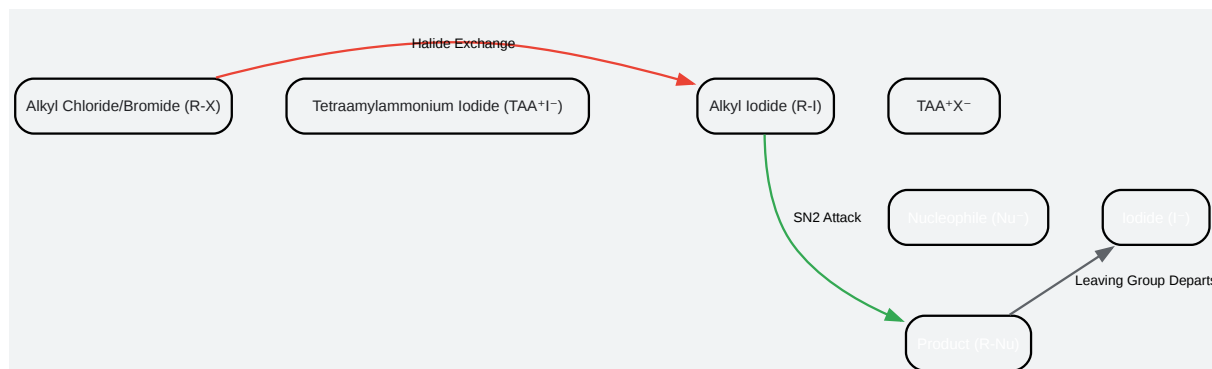 Halide Exchange
Alkyl Chloride/Bromide (R-X)
Tetraamylammonium Iodide (TAA⁺I⁻)
Alkyl Iodide (R-I)
TAA⁺X⁻
SN2 Attack
Nucleophile (Nu⁻)
Iodide (I⁻)
Leaving Group Departs
Product (R-Nu)